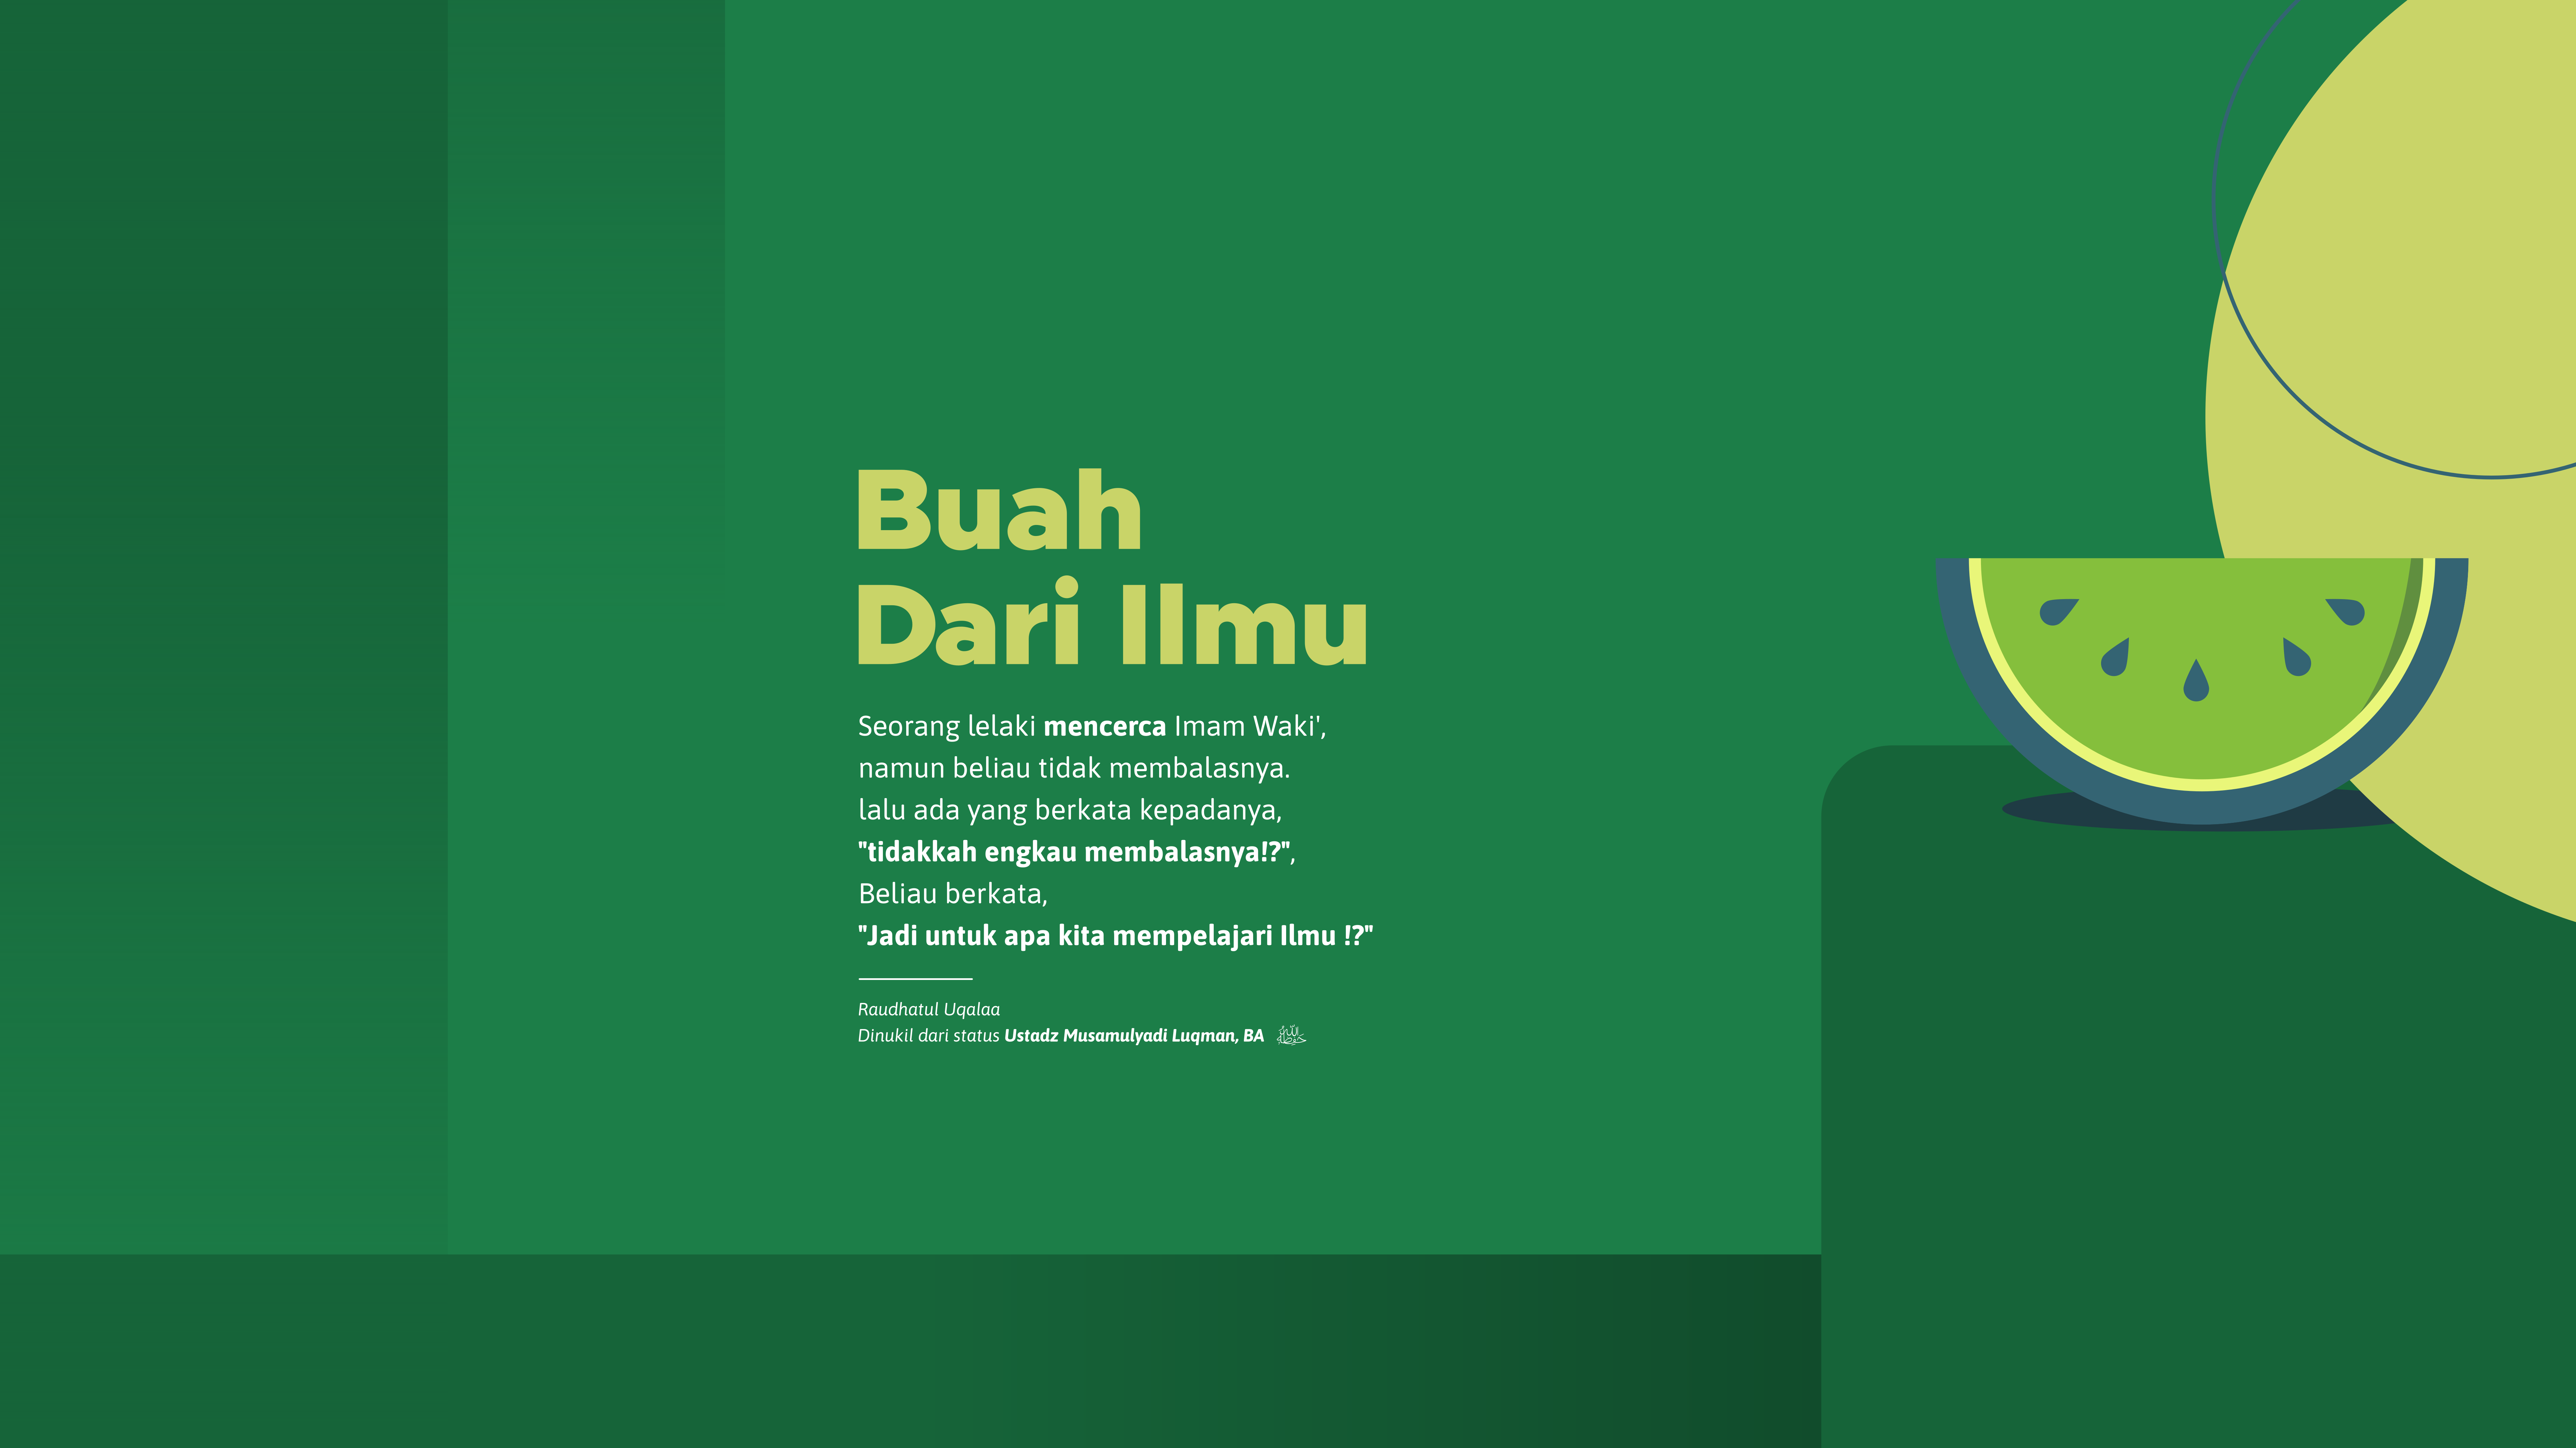 Buah
Dari Ilmu
Seorang lelaki mencerca Imam Waki',
namun beliau tidak membalasnya.
lalu ada yang berkata kepadanya,
"tidakkah engkau membalasnya!?",
Beliau berkata,
"Jadi untuk apa kita mempelajari Ilmu !?"
Raudhatul Uqalaa
Dinukil dari status Ustadz Musamulyadi Luqman, BA